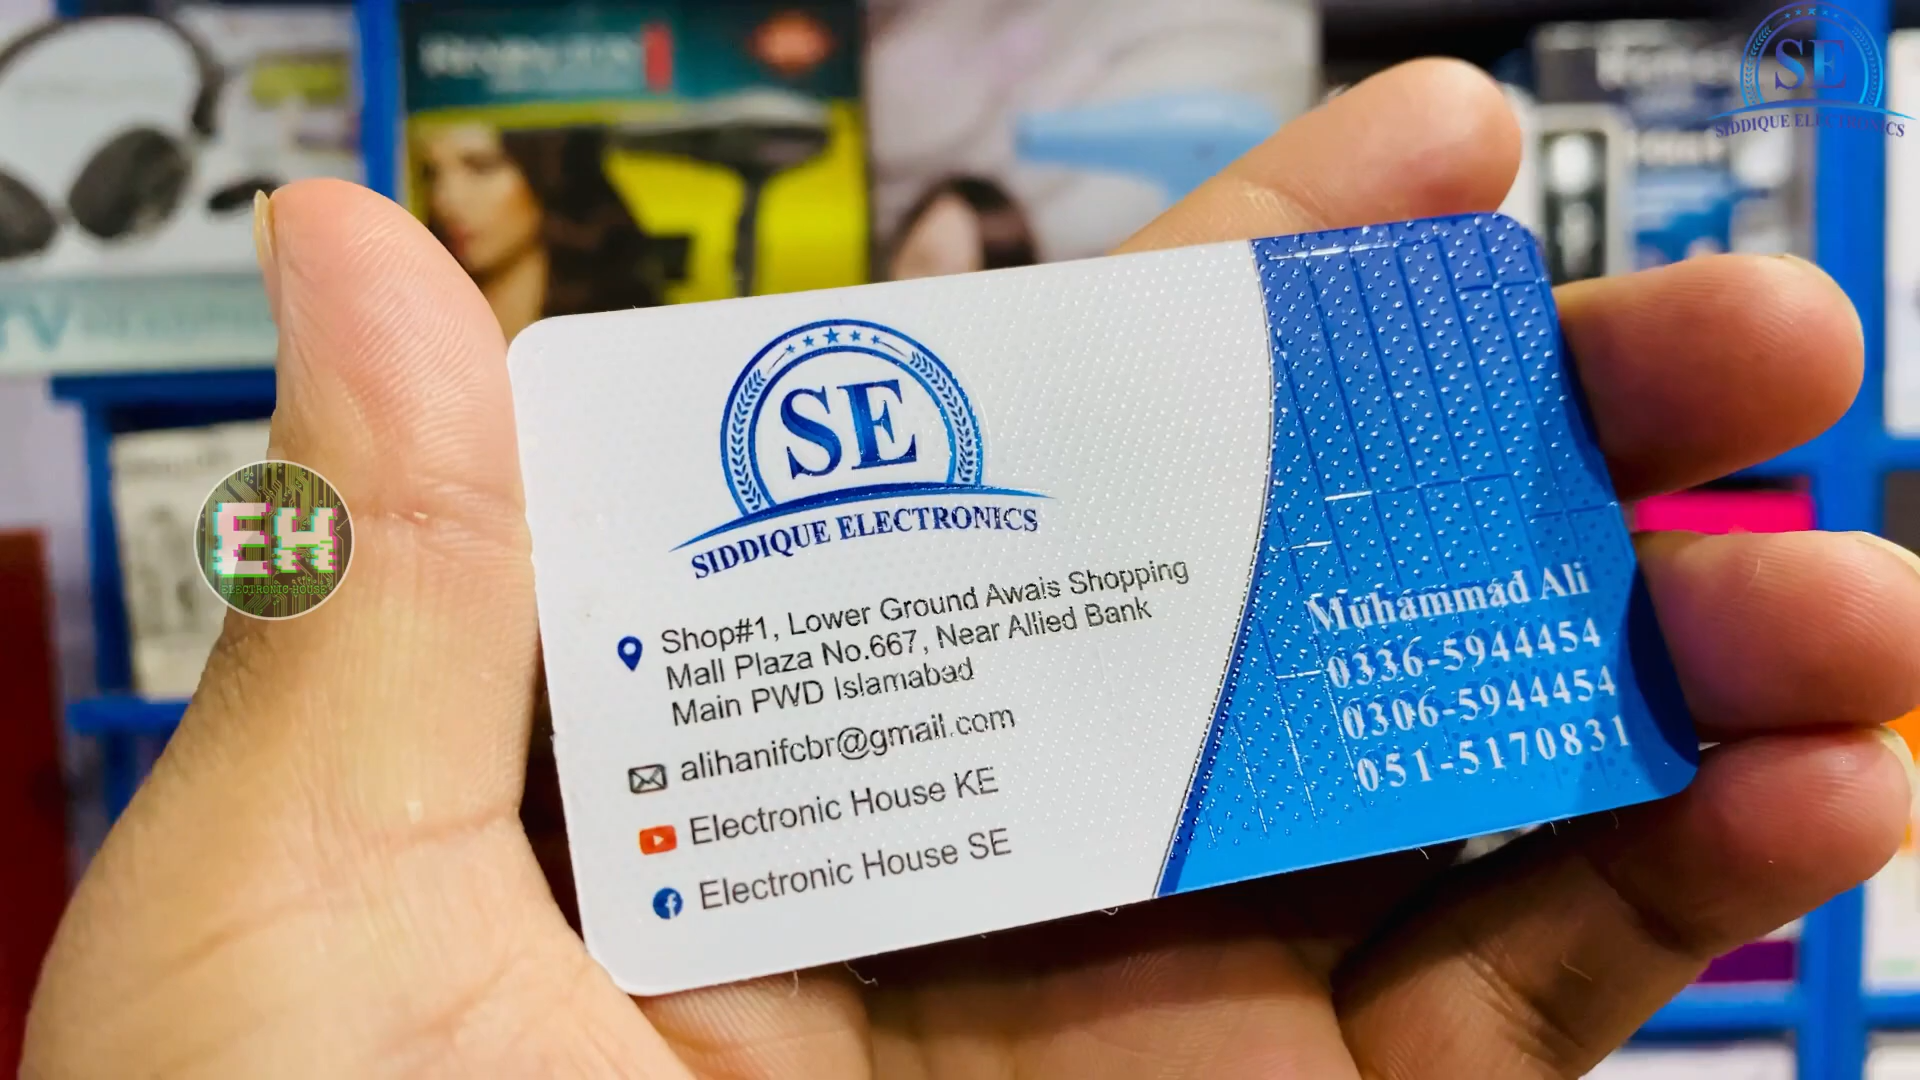 SE
SIDDIQUE ELECTRONICS
SE
SIDDIQUE ELECTRONICS
Shop#1, Lower Ground Awais Shopping
Mall Plaza No.667, Near Allied Bank
Main PWD Islamabad
alihanifcbr@gmail.com
Electronic House KE
Electronic House SE
Muhammad Ali
0336-5944454
0306-5944454
051-5170831
EH
ELECTRONIC HOUSE